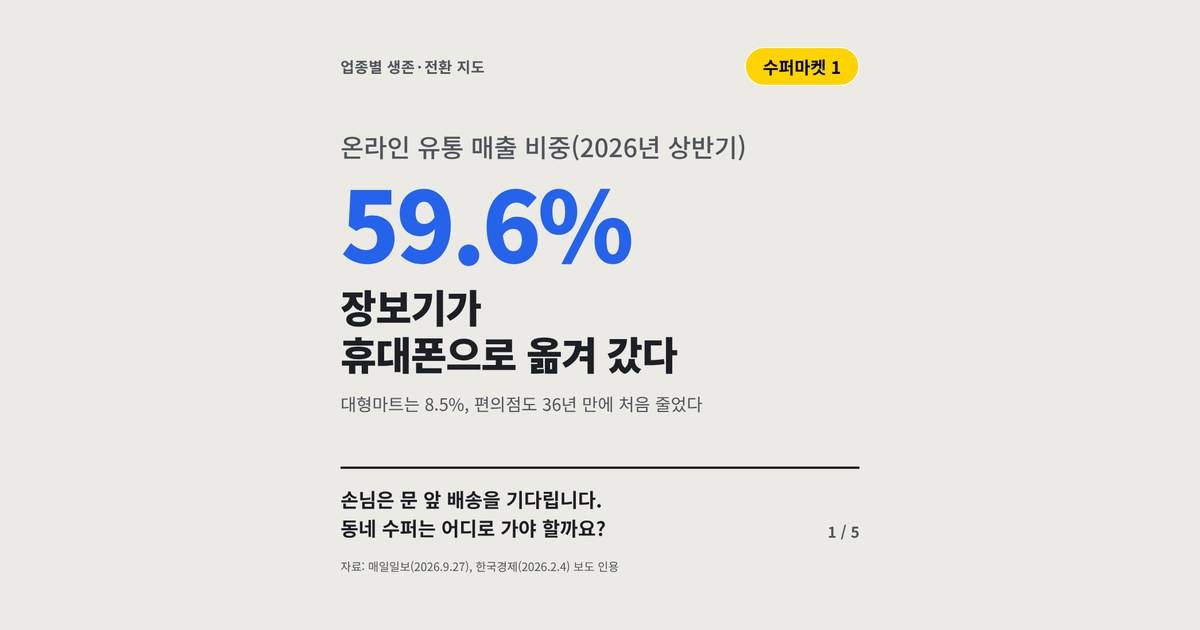 업종별 생존·전환 지도
수퍼마켓 1
온라인 유통 매출 비중(2026년 상반기)
59.6%
장보기가
휴대폰으로 옮겨 갔다
대형마트는 8.5%, 편의점도 36년 만에 처음 줄었다
손님은 문 앞 배송을 기다립니다.
동네 수퍼는 어디로 가야 할까요?
1 / 5
자료: 매일일보(2026.9.27), 한국경제(2026.2.4) 보도 인용